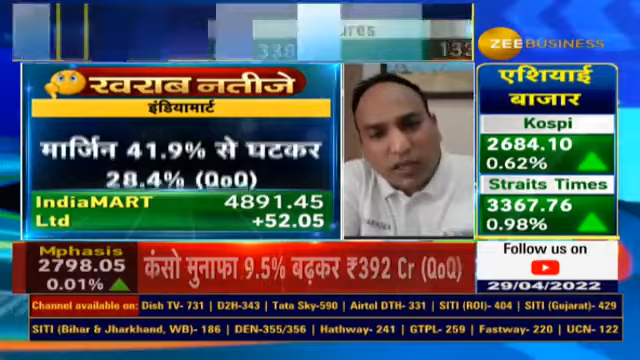 ures
338
133
ZEE BUSINESS
खराब नतीजे
इंडियामार्ट
मार्जिन 41.9% से घटकर
28.4% (QoQ)
IndiaMART
Ltd
4891.45
+52.05
एशियाई
बाजार
Kospi
2684.10
0.62%
Straits Times
3367.76
0.98%
Mphasis
2798.05
0.01%
कंसो मुनाफा 9.5% बढ़कर ₹392 Cr (QoQ)
Follow us on
29/04/2022
Channel available on: Dish TV- 731 | D2H-343 | Tata Sky-590 | Airtel DTH- 331 | SITI (ROI)- 404 | SITI (Gujarat)- 429
SITI (Bihar & Jharkhand, WB)- 186 | DEN-355/356 | Hathway- 241 | GTPL- 259 | Fastway- 220 | UCN- 122